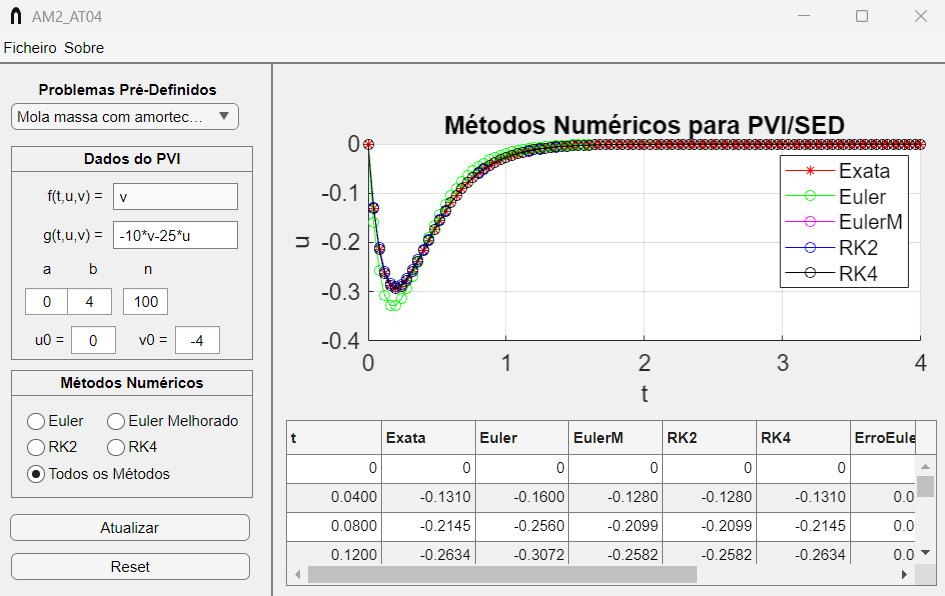 AM2_AT04
Ficheiro Sobre
Problemas Pré-Definidos
Mola massa com amortec...
Dados do PVI
f(t,u,v) = v
g(t,u,v) = -10*v-25*u
a b n
0 4 100
u0 = 0 v0 = -4
Métodos Numéricos
Euler Euler Melhorado
RK2 RK4
Todos os Métodos
Atualizar
Reset
Métodos Numéricos para PVI/SED
0
-0.1
-0.2
-0.3
-0.4
u
0 1 2 3 4
t
Exata
Euler
EulerM
RK2
RK4
t Exata Euler EulerM RK2 RK4 ErroEule
0 0 0 0 0 0
0.0400 -0.1310 -0.1600 -0.1280 -0.1280 -0.1310 0.0
0.0800 -0.2145 -0.2560 -0.2099 -0.2099 -0.2145 0.0
0.1200 -0.2634 -0.3072 -0.2582 -0.2582 -0.2634 0.0